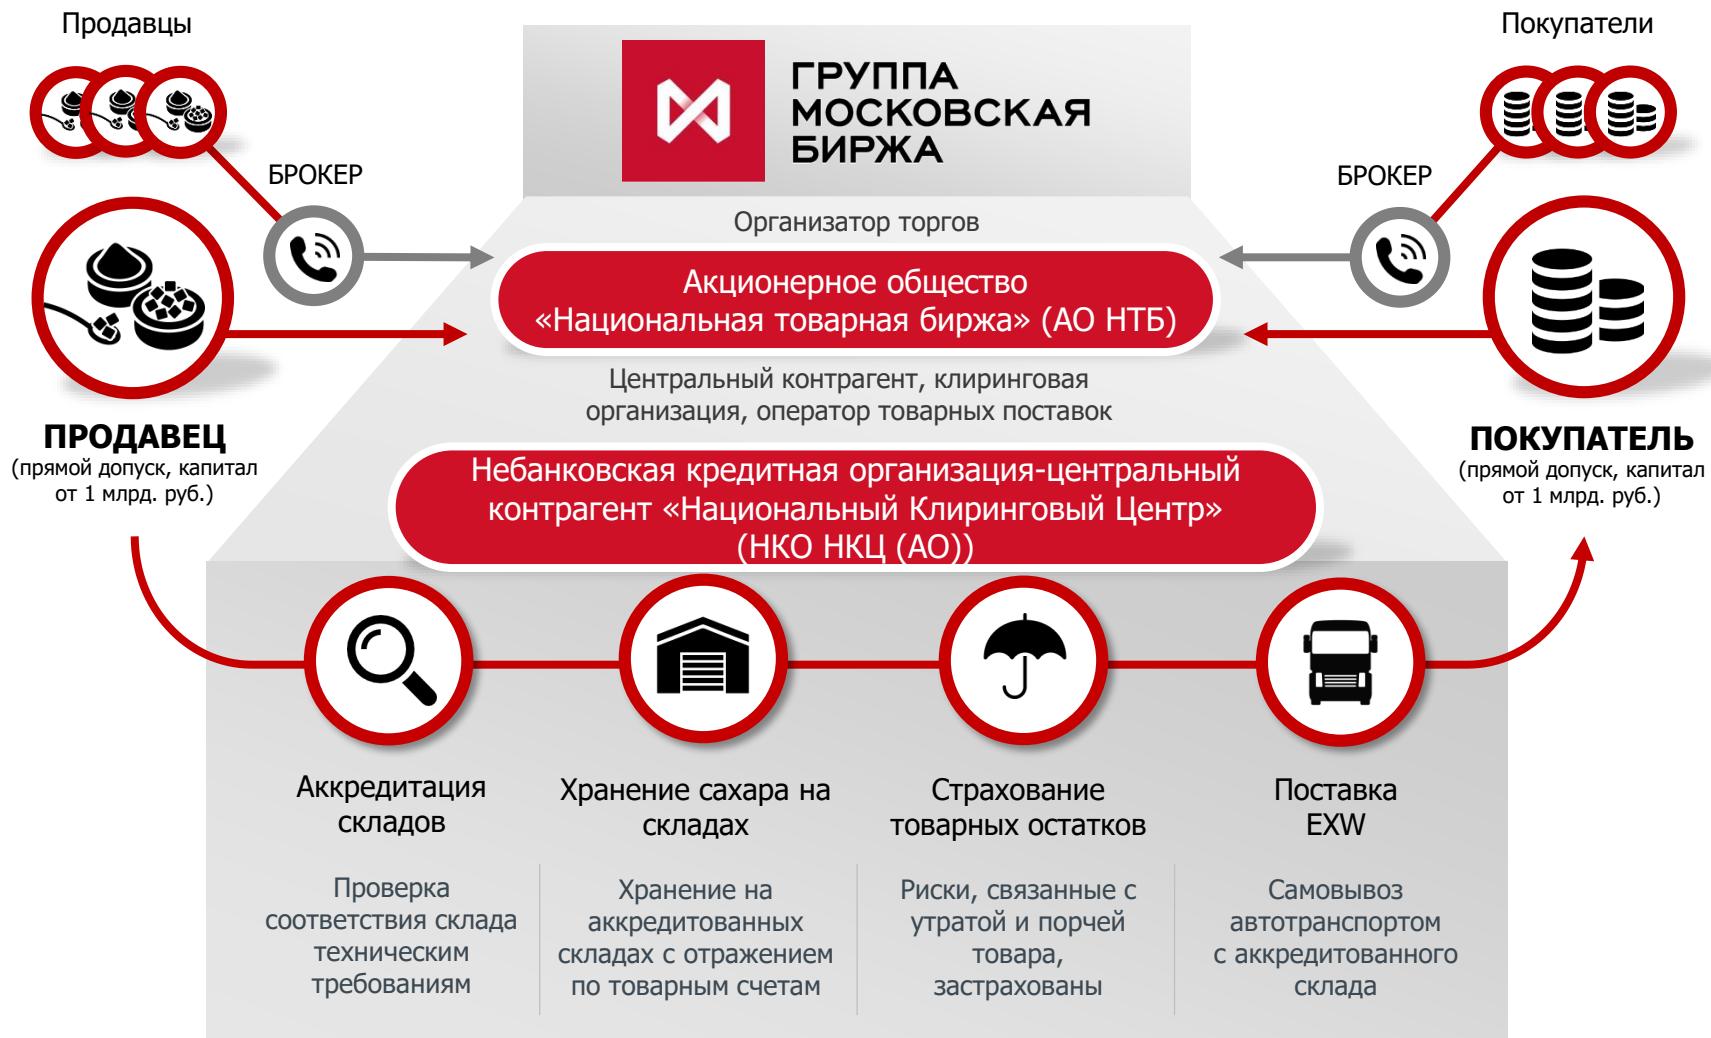 Продавцы
Покупатели
ГРУППА
МОСКОВСКАЯ
БИРЖА
БРОКЕР
БРОКЕР
Организатор торгов
Акционерное общество
«Национальная товарная биржа» (АО НТБ)
Центральный контрагент, клиринговая
организация, оператор товарных поставок
ПРОДАВЕЦ
(прямой допуск, капитал
от 1 млрд. руб.)
ПОКУПАТЕЛЬ
(прямой допуск, капитал
от 1 млрд. руб.)
Небанковская кредитная организация-центральный
контрагент «Национальный Клиринговый Центр»
(НКО НКЦ (АО))
Аккредитация
складов
Хранение сахара на
складах
Страхование
товарных остатков
Поставка
EXW
Проверка
соответствия склада
техническим
требованиям
Хранение на
аккредитованных
складах с отражением
по товарным счетам
Риски, связанные с
утратой и порчей
товара,
застрахованы
Самовывоз
автотранспортом
с аккредитованного
склада